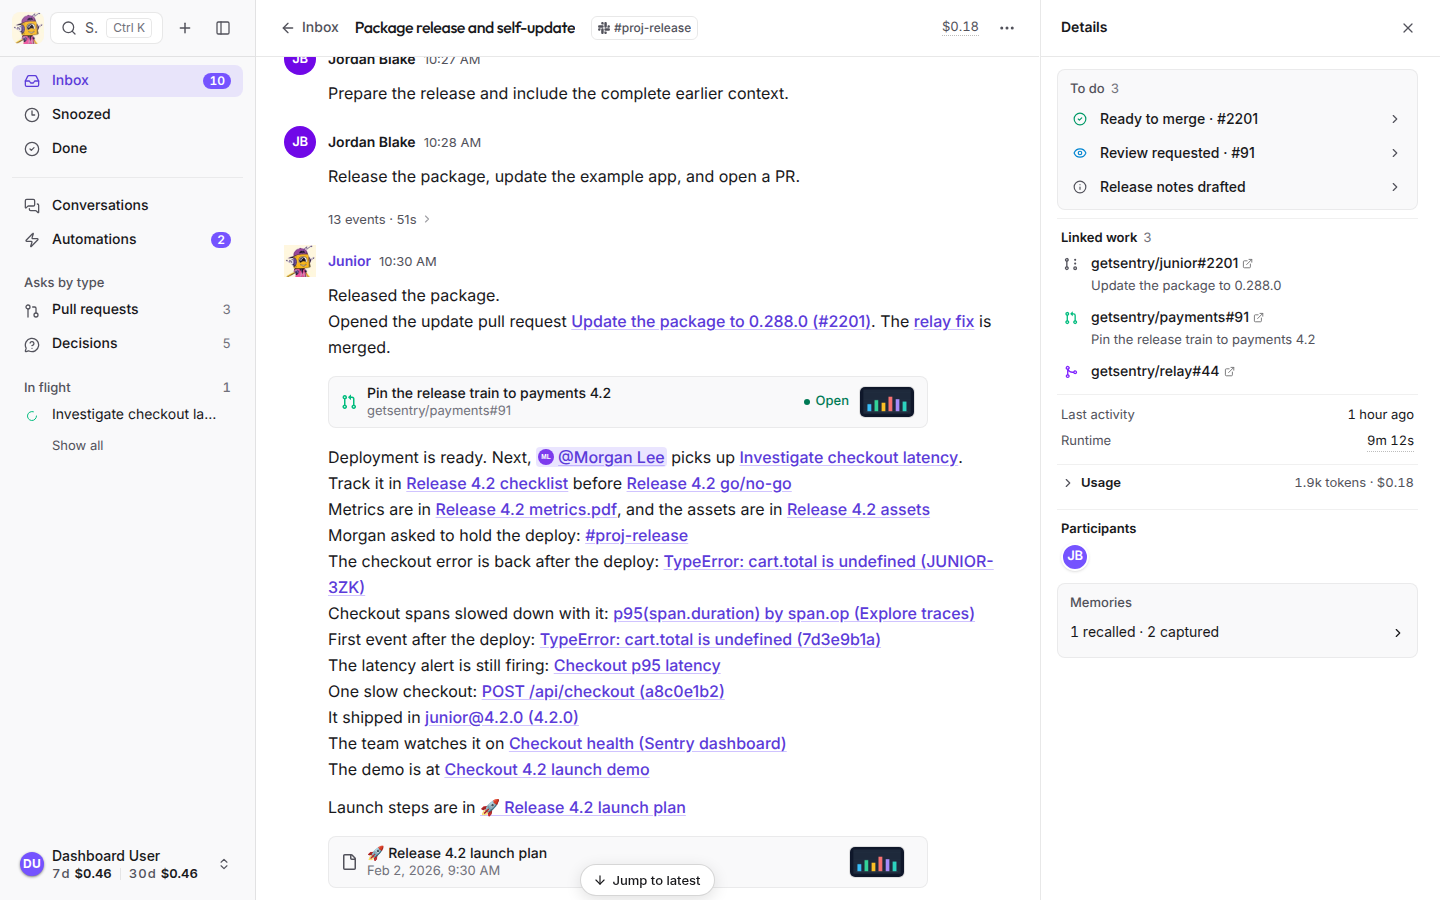 S.
Ctrl K
Inbox
10
Snoozed
Done
Conversations
Automations
2
Asks by type
Pull requests
3
Decisions
5
In flight
1
Investigate checkout la...
Show all
DU
Dashboard User
7d $0.46
30d $0.46
Inbox
Package release and self-update
#proj-release
$0.18
JB
Jordan Blake 10:27 AM
Prepare the release and include the complete earlier context.
JB
Jordan Blake 10:28 AM
Release the package, update the example app, and open a PR.
13 events · 51s
Junior 10:30 AM
Released the package.
Opened the update pull request Update the package to 0.288.0 (#2201). The relay fix is
merged.
Pin the release train to payments 4.2
getsentry/payments#91
Open
Deployment is ready. Next, ML @Morgan Lee picks up Investigate checkout latency.
Track it in Release 4.2 checklist before Release 4.2 go/no-go
Metrics are in Release 4.2 metrics.pdf, and the assets are in Release 4.2 assets
Morgan asked to hold the deploy: #proj-release
The checkout error is back after the deploy: TypeError: cart.total is undefined (JUNIOR-
3ZK)
Checkout spans slowed down with it: p95(span.duration) by span.op (Explore traces)
First event after the deploy: TypeError: cart.total is undefined (7d3e9b1a)
The latency alert is still firing: Checkout p95 latency
One slow checkout: POST /api/checkout (a8c0e1b2)
It shipped in junior@4.2.0 (4.2.0)
The team watches it on Checkout health (Sentry dashboard)
The demo is at Checkout 4.2 launch demo
Launch steps are in 🚀 Release 4.2 launch plan
🚀 Release 4.2 launch plan
Feb 2, 2026, 9:30 AM
Jump to latest
Details
To do 3
Ready to merge · #2201
Review requested · #91
Release notes drafted
Linked work 3
getsentry/junior#2201
Update the package to 0.288.0
getsentry/payments#91
Pin the release train to payments 4.2
getsentry/relay#44
Last activity
1 hour ago
Runtime
9m 12s
Usage
1.9k tokens · $0.18
Participants
JB
Memories
1 recalled · 2 captured